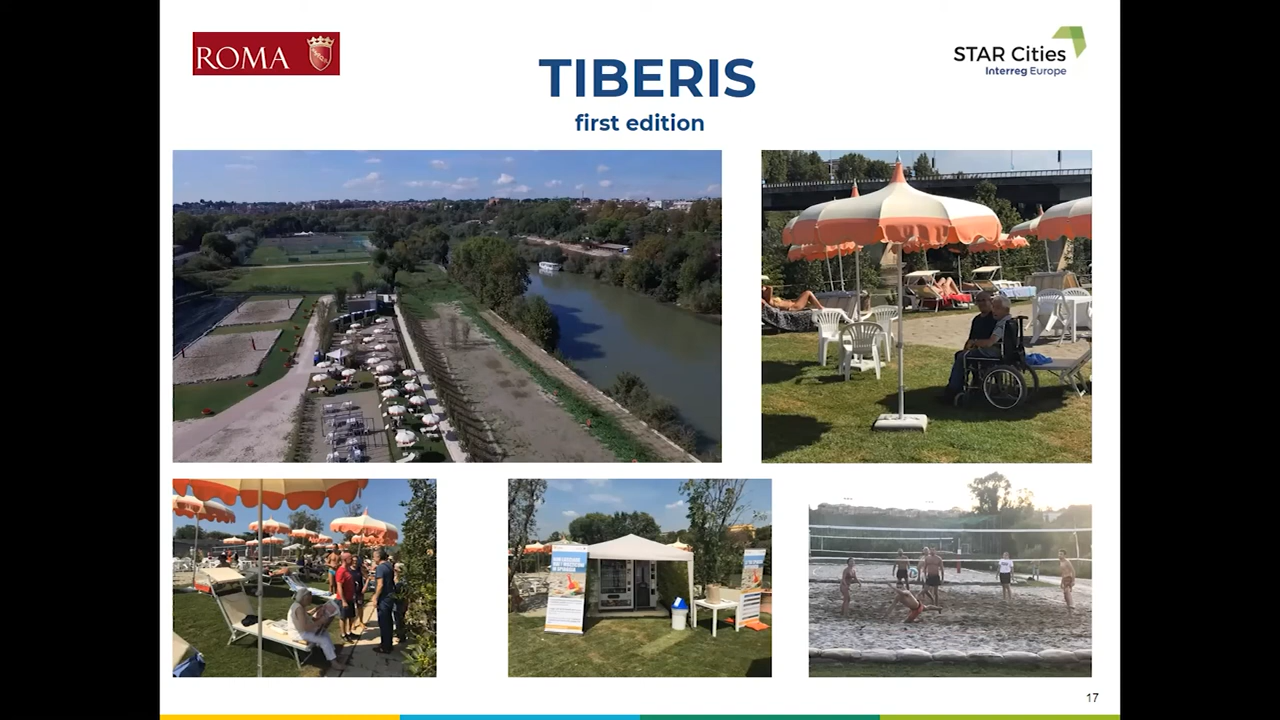 ROMA
STAR Cities
Interreg Europe
TIBERIS
first edition
17